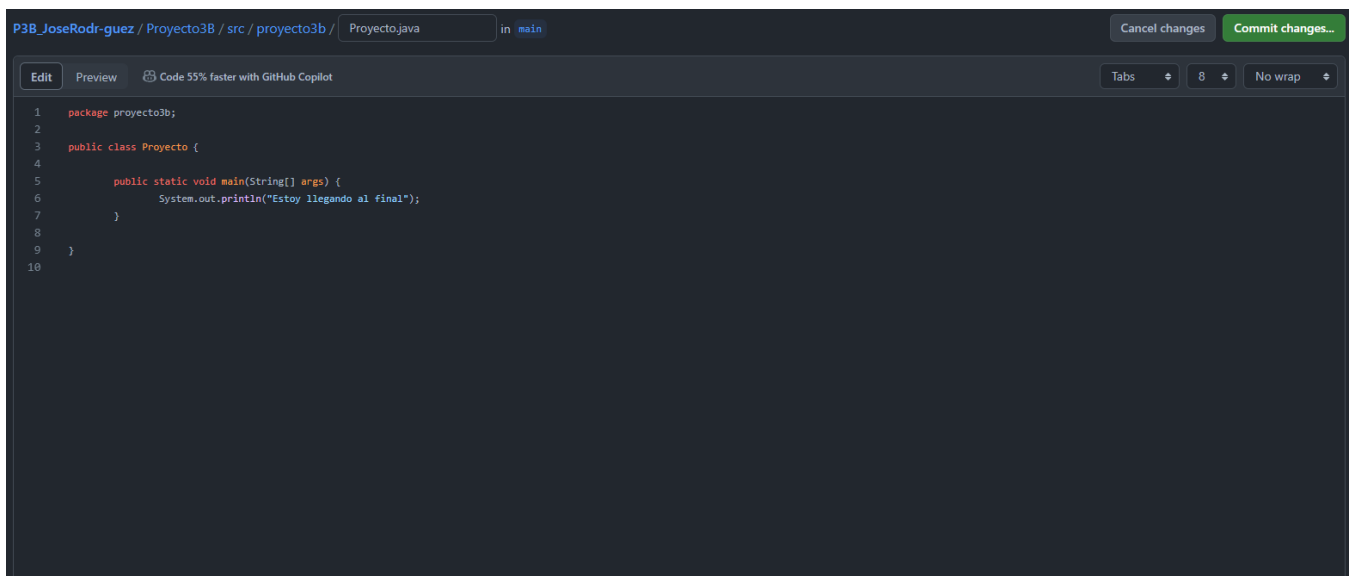 P3B_JoseRodr-guez / Proyecto3B / src / proyecto3b / Proyecto.java in main Cancel changes Commit changes...
Edit Preview Code 55% faster with GitHub Copilot Tabs 8 No wrap
1 package proyecto3b;
2
3 public class Proyecto {
4
5 public static void main(String[] args) {
6 System.out.println("Estoy llegando al final");
7 }
8
9 }
10